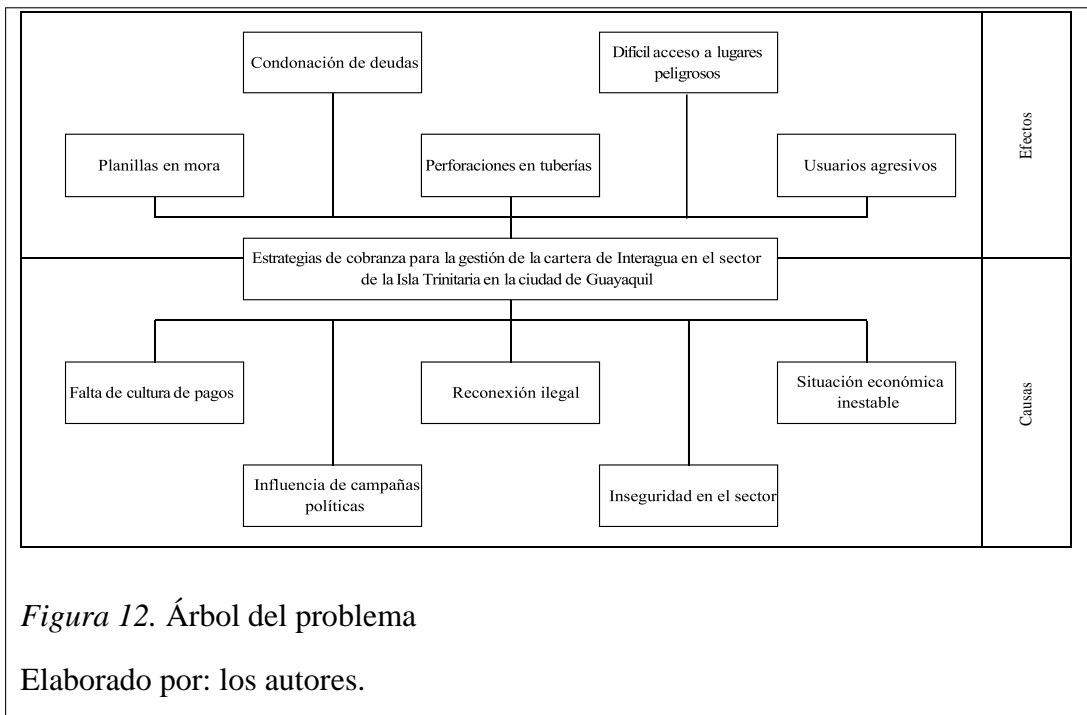 Condonación de deudas
Difícil acceso a lugares
peligrosos
Planillas en mora
Perforaciones en tuberías
Usuarios agresivos
Efectos
Estrategias de cobranza para la gestión de la cartera de Interagua en el sector
de la Isla Trinitaria en la ciudad de Guayaquil
Falta de cultura de pagos
Reconexión ilegal
Situación económica
inestable
Causas
Influencia de campañas
políticas
Inseguridad en el sector
Figura 12. Árbol del problema
Elaborado por: los autores.